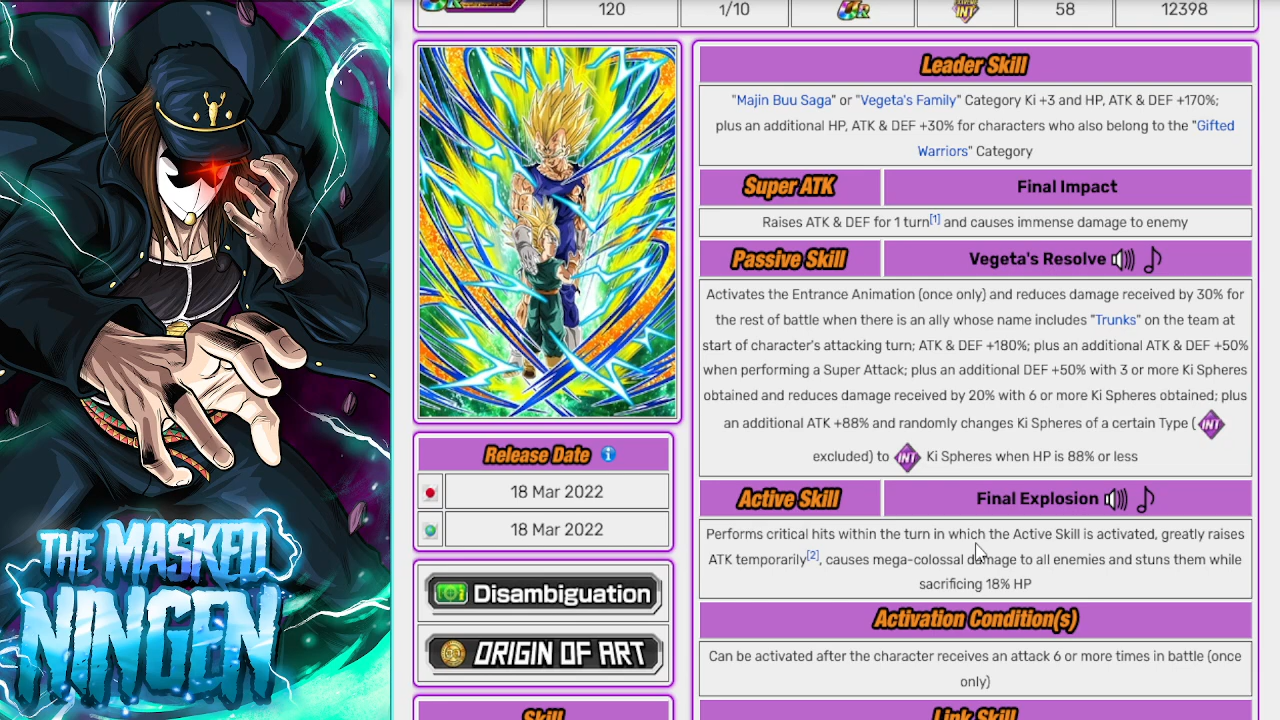 THE MASKED
NINGEN
120
1/10
UR
INT
58
12398
Release Date
18 Mar 2022
18 Mar 2022
Disambiguation
ORIGIN OF ART
Skill
Leader Skill
"Majin Buu Saga" or "Vegeta's Family" Category Ki +3 and HP, ATK & DEF +170%;
plus an additional HP, ATK & DEF +30% for characters who also belong to the "Gifted
Warriors" Category
Super ATK
Final Impact
Raises ATK & DEF for 1 turn[1] and causes immense damage to enemy
Passive Skill
Vegeta's Resolve
Activates the Entrance Animation (once only) and reduces damage received by 30% for
the rest of battle when there is an ally whose name includes "Trunks" on the team at
start of character's attacking turn; ATK & DEF +180%; plus an additional ATK & DEF +50%
when performing a Super Attack; plus an additional DEF +50% with 3 or more Ki Spheres
obtained and reduces damage received by 20% with 6 or more Ki Spheres obtained; plus
an additional ATK +88% and randomly changes Ki Spheres of a certain Type ( INT
excluded) to INT Ki Spheres when HP is 88% or less
Active Skill
Final Explosion
Performs critical hits within the turn in which the Active Skill is activated, greatly raises
ATK temporarily[2], causes mega-colossal damage to all enemies and stuns them while
sacrificing 18% HP
Activation Condition(s)
Can be activated after the character receives an attack 6 or more times in battle (once
only)
Link Skill